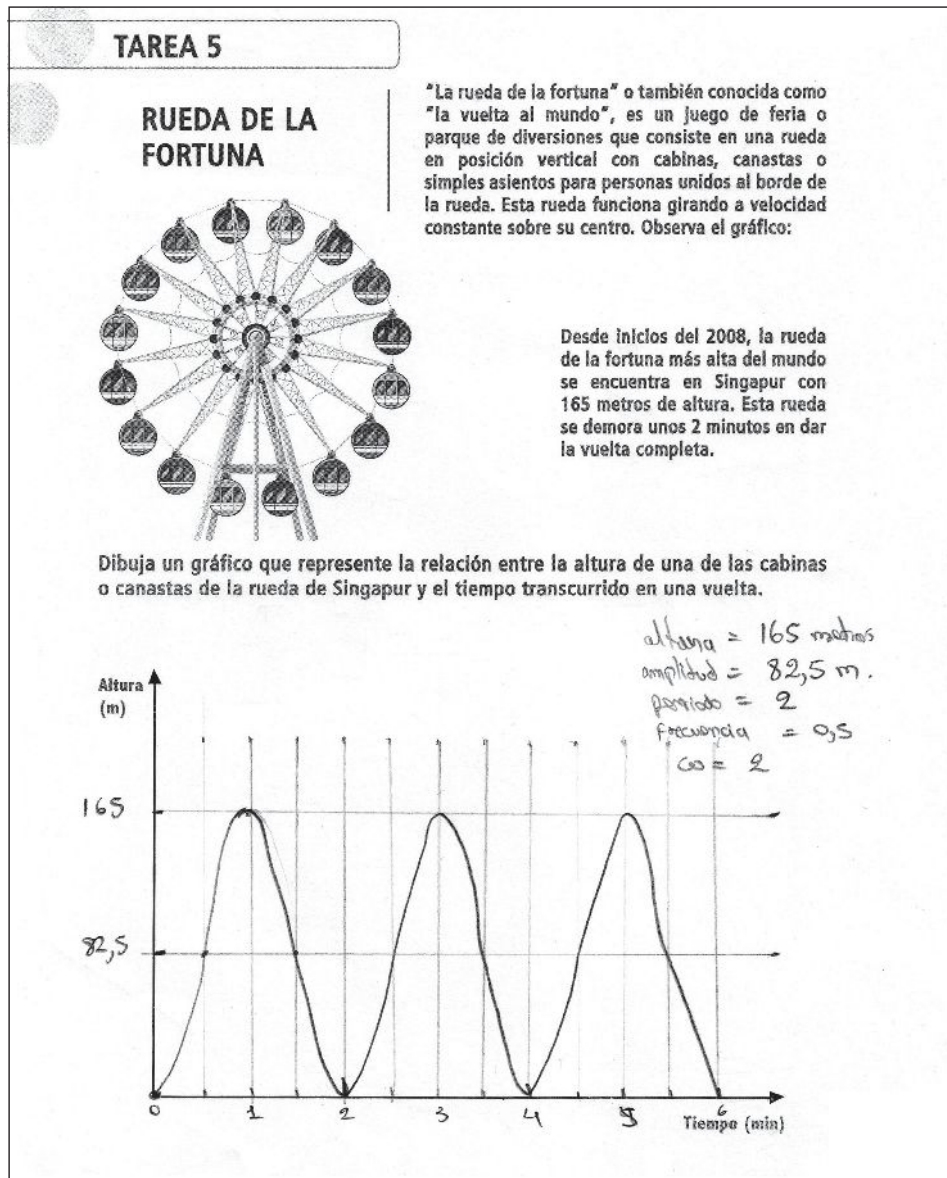 TAREA 5
RUEDA DE LA
FORTUNA
"La rueda de la fortuna" o también conocida como
"la vuelta al mundo", es un juego de feria o
parque de diversiones que consiste en una rueda
en posición vertical con cabinas, canastas o
simples asientos para personas unidos al borde de
la rueda. Esta rueda funciona girando a velocidad
constante sobre su centro. Observa el gráfico:
Desde inicios del 2008, la rueda
de la fortuna más alta del mundo
se encuentra en Singapur con
165 metros de altura. Esta rueda
se demora unos 2 minutos en dar
la vuelta completa.
Dibuja un gráfico que represente la relación entre la altura de una de las cabinas
o canastas de la rueda de Singapur y el tiempo transcurrido en una vuelta.
altura = 165 metros
amplitud = 82,5 m.
periodo = 2
frecuencia = 0,5
= 2
Altura
(m)
165
82,5
0 1 2 3 4 5 6
Tiempo (min)